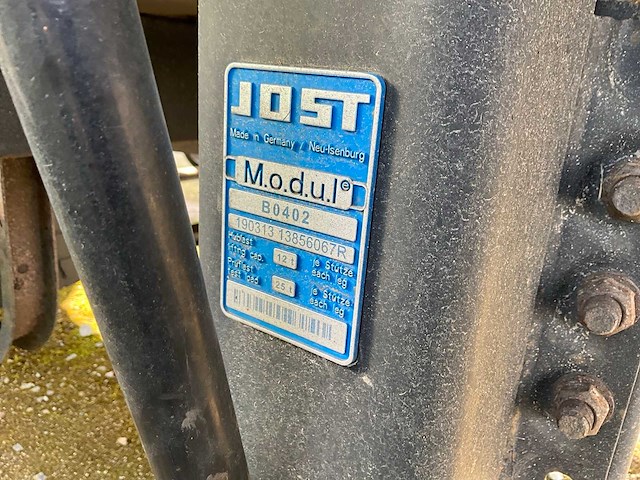 JOST
Made in Germany / Neu-Isenburg
M.o.d.u.l e
B0402
190313 13856067R
Hublast je Stütze
lifting cap. 12 t each leg
Prüflast je Stütze
test load 25 t each leg